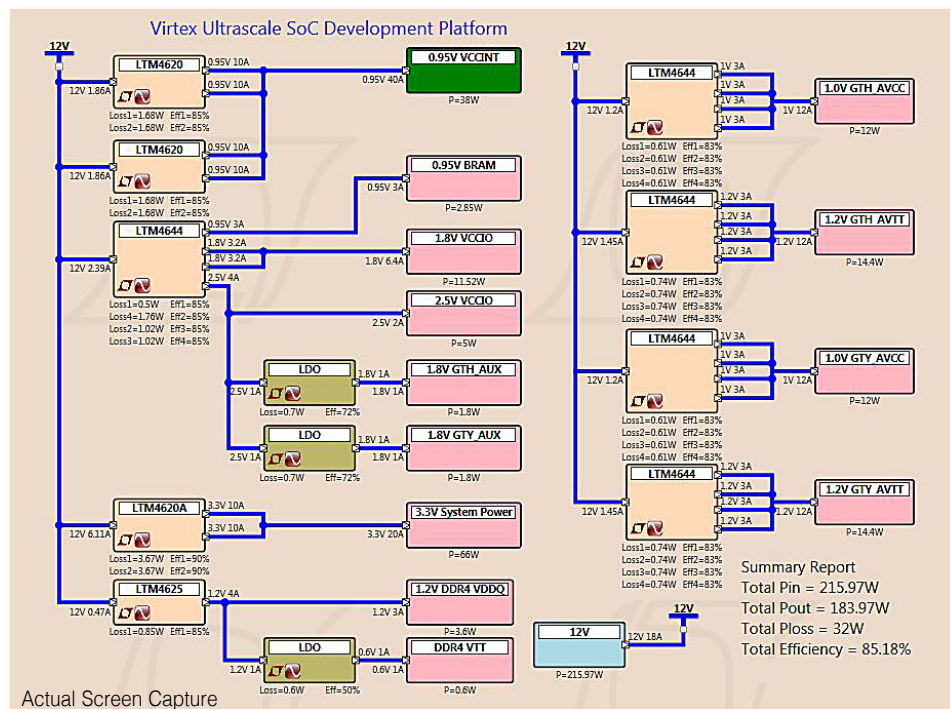 Virtex Ultrascale SoC Development Platform
12V
LTM4620
12V 1.86A
0.95V 10A
0.95V 10A
Loss1=1.68W Eff1=85%
Loss2=1.68W Eff2=85%
0.95V VCCINT
0.95V 40A
P=38W
LTM4620
12V 1.86A
0.95V 10A
0.95V 10A
Loss1=1.68W Eff1=85%
Loss2=1.68W Eff2=85%
0.95V BRAM
0.95V 3A
P=2.85W
LTM4644
12V 2.39A
0.95V 3A
1.8V 3.2A
1.8V 3.2A
2.5V 4A
Loss1=0.5W Eff1=85%
Loss4=1.76W Eff2=85%
Loss2=1.02W Eff3=85%
Loss3=1.02W Eff4=85%
1.8V VCCIO
1.8V 6.4A
P=11.52W
2.5V VCCIO
2.5V 2A
P=5W
LDO
2.5V 1A
1.8V 1A
Loss=0.7W Eff=72%
1.8V GTH_AUX
1.8V 1A
P=1.8W
LDO
2.5V 1A
1.8V 1A
Loss=0.7W Eff=72%
1.8V GTY_AUX
1.8V 1A
P=1.8W
LTM4620A
12V 6.11A
3.3V 10A
3.3V 10A
Loss1=3.67W Eff1=90%
Loss2=3.67W Eff2=90%
3.3V System Power
3.3V 20A
P=66W
LTM4625
12V 0.47A
1.2V 4A
Loss1=0.85W Eff1=85%
1.2V DDR4 VDDQ
1.2V 3A
P=3.6W
LDO
1.2V 1A
0.6V 1A
Loss=0.6W Eff=50%
DDR4 VTT
0.6V 1A
P=0.6W
12V
LTM4644
12V 1.2A
1V 3A
1V 3A
1V 3A
1V 3A
Loss1=0.61W Eff1=83%
Loss2=0.61W Eff2=83%
Loss3=0.61W Eff3=83%
Loss4=0.61W Eff4=83%
1.0V GTH_AVCC
1V 12A
P=12W
LTM4644
12V 1.45A
1.2V 3A
1.2V 3A
1.2V 3A
1.2V 3A
Loss1=0.74W Eff1=83%
Loss2=0.74W Eff2=83%
Loss3=0.74W Eff3=83%
Loss4=0.74W Eff4=83%
1.2V GTH_AVTT
1.2V 12A
P=14.4W
LTM4644
12V 1.2A
1V 3A
1V 3A
1V 3A
1V 3A
Loss1=0.61W Eff1=83%
Loss2=0.61W Eff2=83%
Loss3=0.61W Eff3=83%
Loss4=0.61W Eff4=83%
1.0V GTY_AVCC
1V 12A
P=12W
LTM4644
12V 1.45A
1.2V 3A
1.2V 3A
1.2V 3A
1.2V 3A
Loss1=0.74W Eff1=83%
Loss2=0.74W Eff2=83%
Loss3=0.74W Eff3=83%
Loss4=0.74W Eff4=83%
1.2V GTY_AVTT
1.2V 12A
P=14.4W
12V
12V 18A
P=215.97W
12V
Summary Report
Total Pin = 215.97W
Total Pout = 183.97W
Total Ploss = 32W
Total Efficiency = 85.18%
Actual Screen Capture